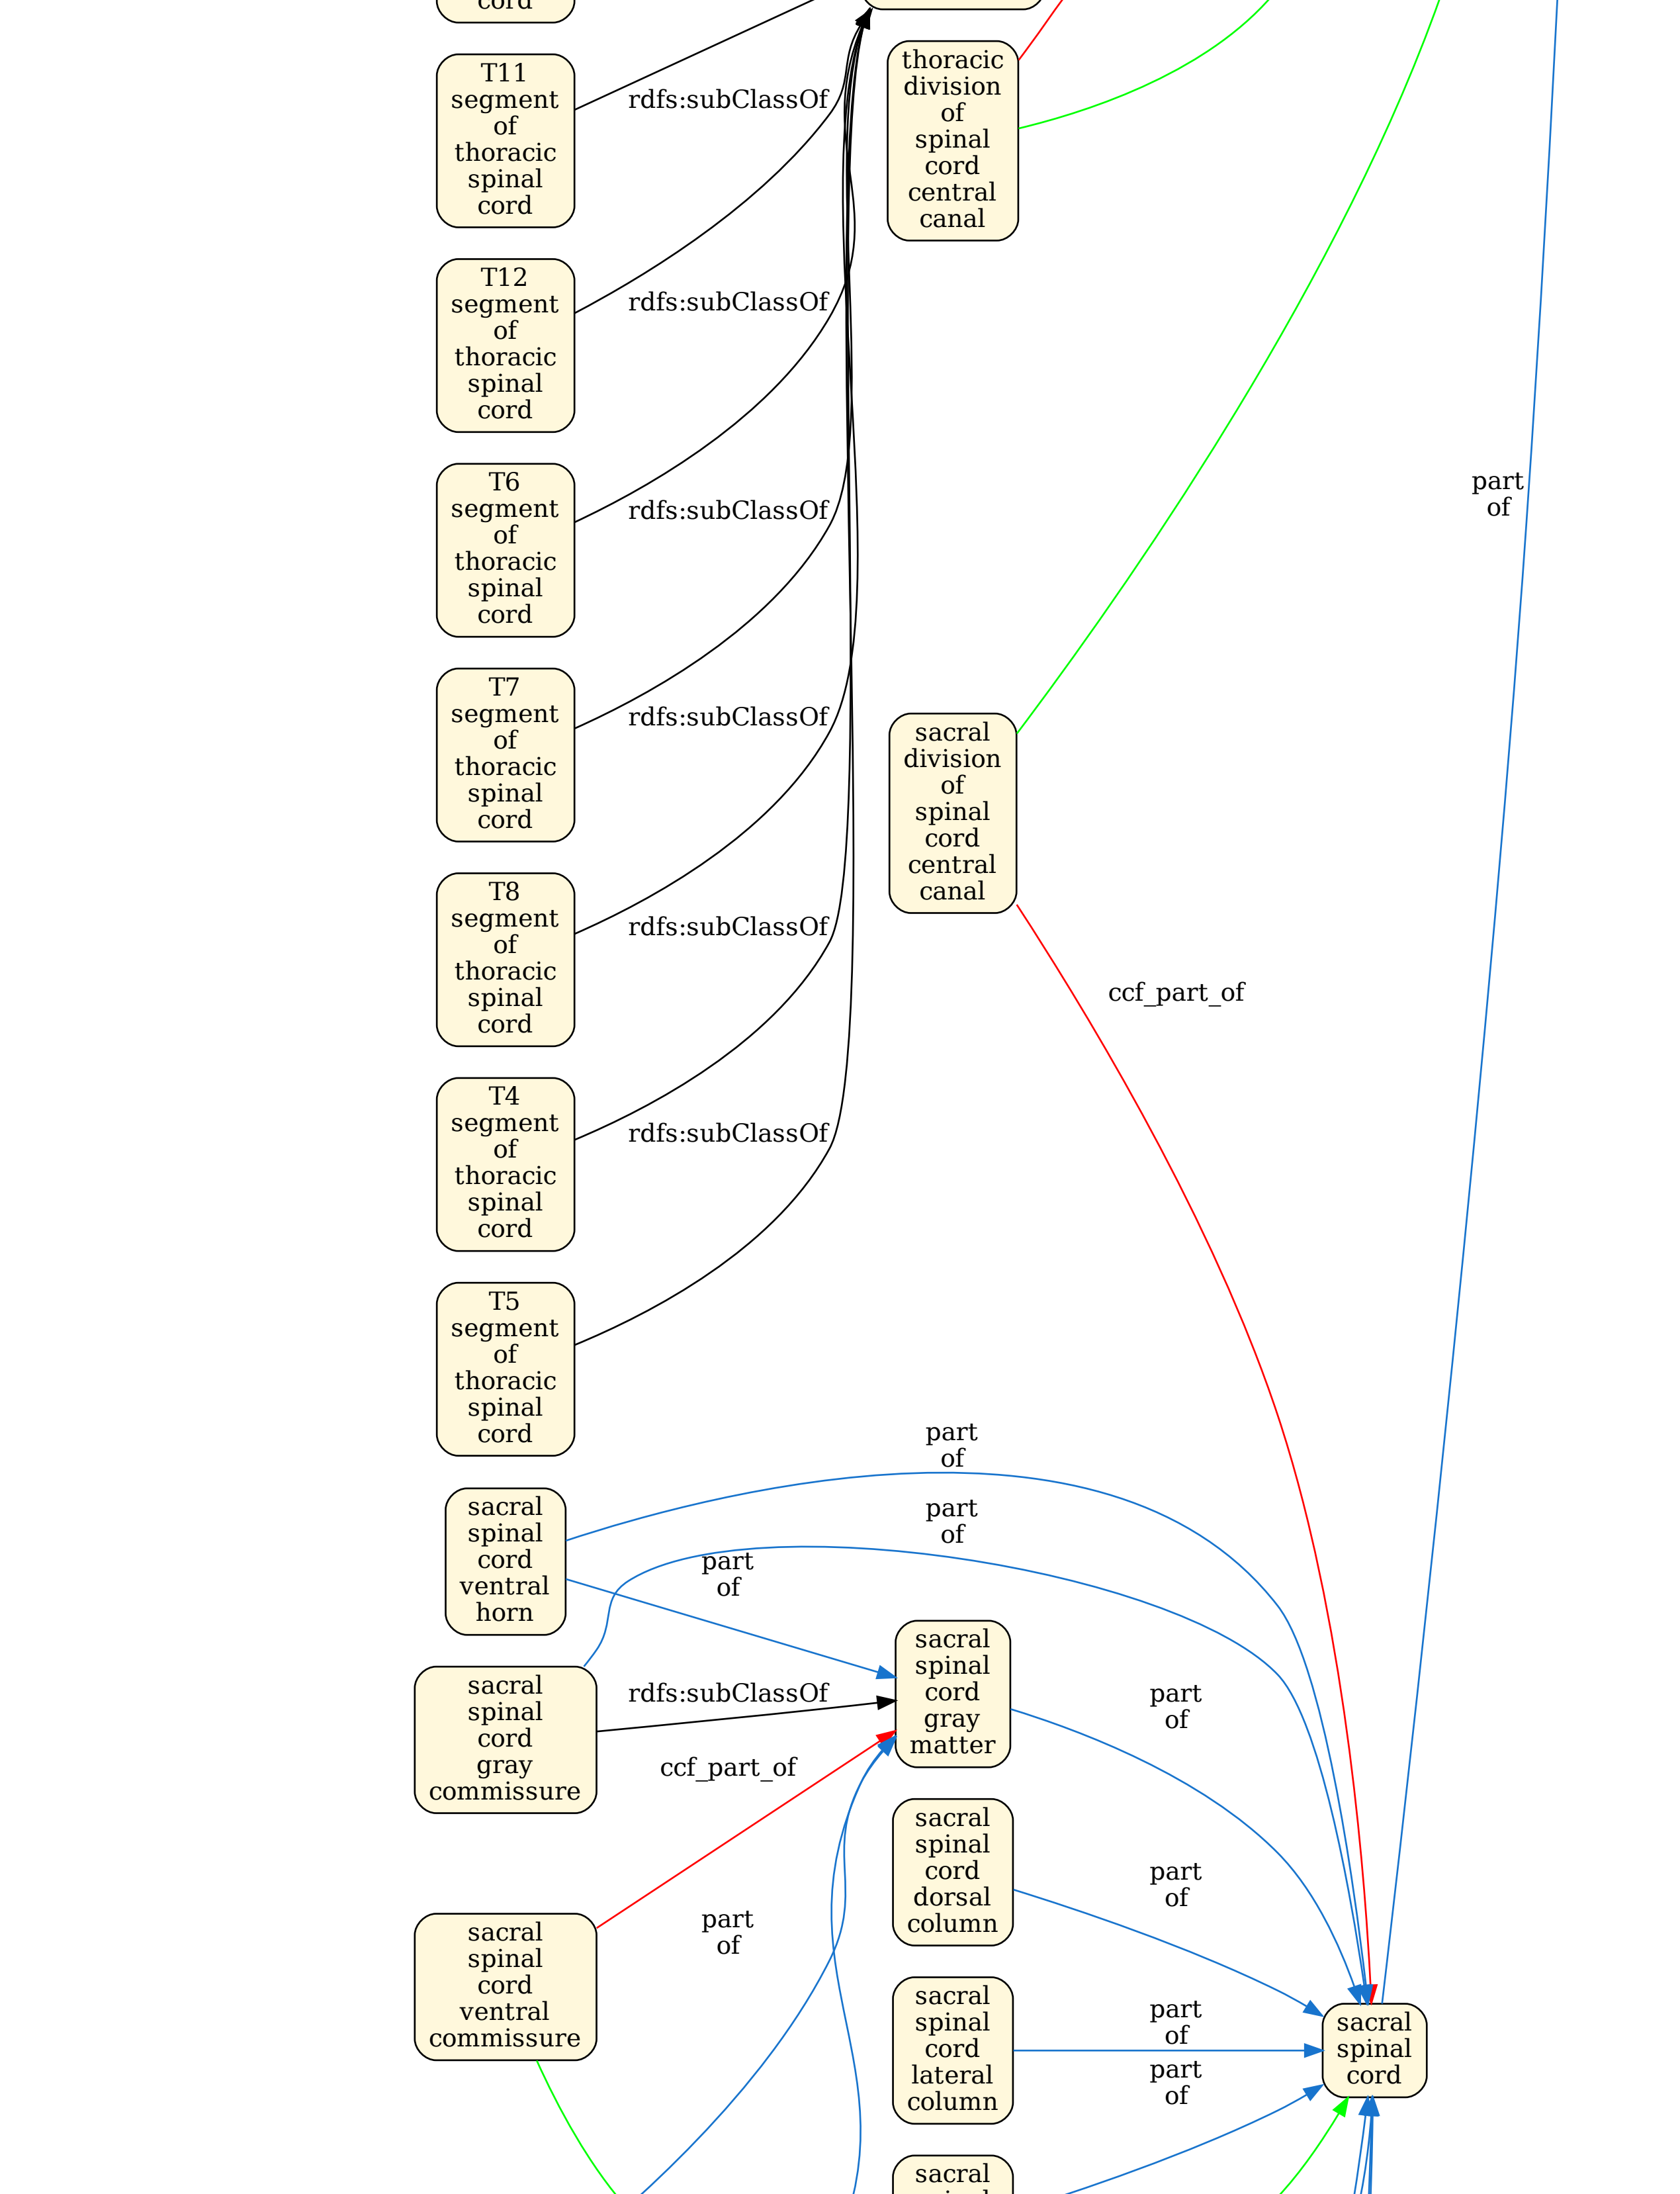 cord
T11
segment
of
thoracic
spinal
cord
rdfs:subClassOf
thoracic
division
of
spinal
cord
central
canal
T12
segment
of
thoracic
spinal
cord
rdfs:subClassOf
T6
segment
of
thoracic
spinal
cord
rdfs:subClassOf
part
of
T7
segment
of
thoracic
spinal
cord
rdfs:subClassOf
sacral
division
of
spinal
cord
central
canal
T8
segment
of
thoracic
spinal
cord
rdfs:subClassOf
ccf_part_of
T4
segment
of
thoracic
spinal
cord
rdfs:subClassOf
T5
segment
of
thoracic
spinal
cord
part
of
sacral
spinal
cord
ventral
horn
part
of
part
of
sacral
spinal
cord
gray
commissure
rdfs:subClassOf
ccf_part_of
sacral
spinal
cord
gray
matter
part
of
sacral
spinal
cord
dorsal
column
part
of
sacral
spinal
cord
ventral
commissure
part
of
sacral
spinal
cord
lateral
column
part
of
part
of
sacral
spinal
cord
sacral